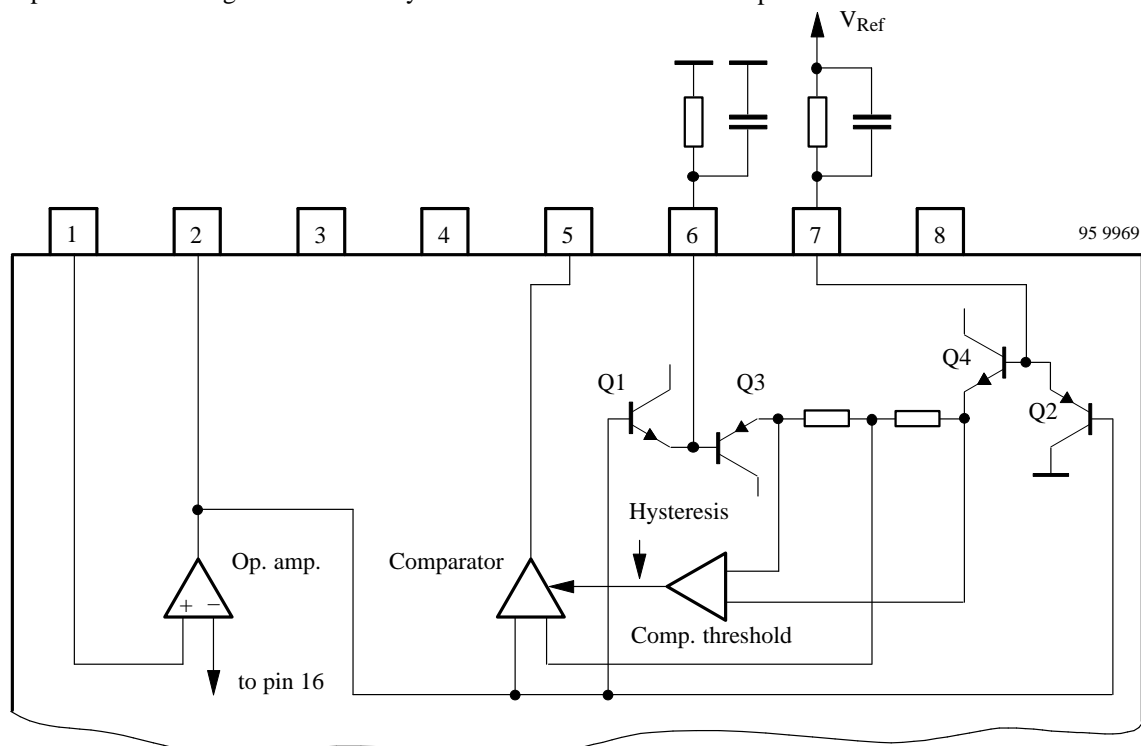 V_Ref
1 2 3 4 5 6 7 8
95 9969
Q4
Q1 Q3
Q2
Hysteresis
Op. amp. Comparator
+ −
Comp. threshold
to pin 16